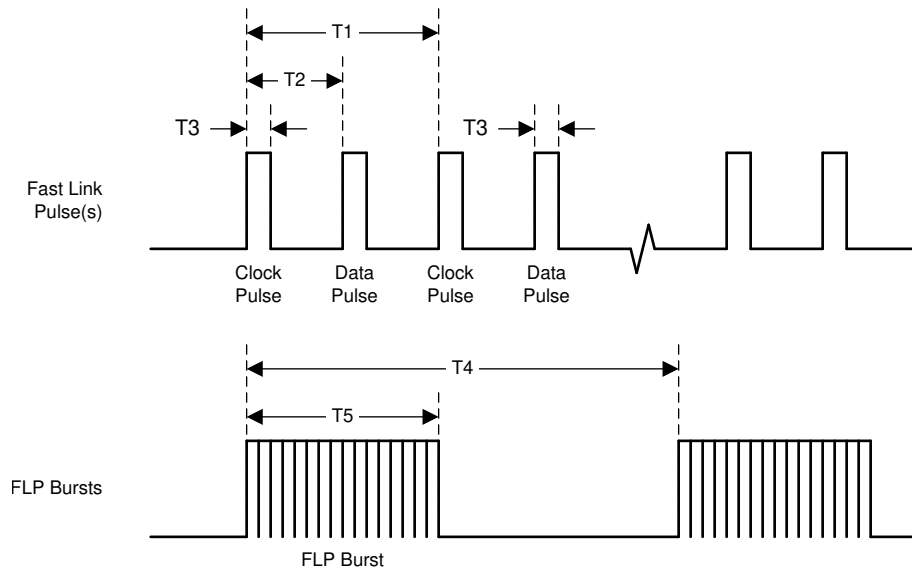 T1
T2
T3
T3
Fast Link
Pulse(s)
Clock
Pulse
Data
Pulse
Clock
Pulse
Data
Pulse
T4
T5
FLP Bursts
FLP Burst